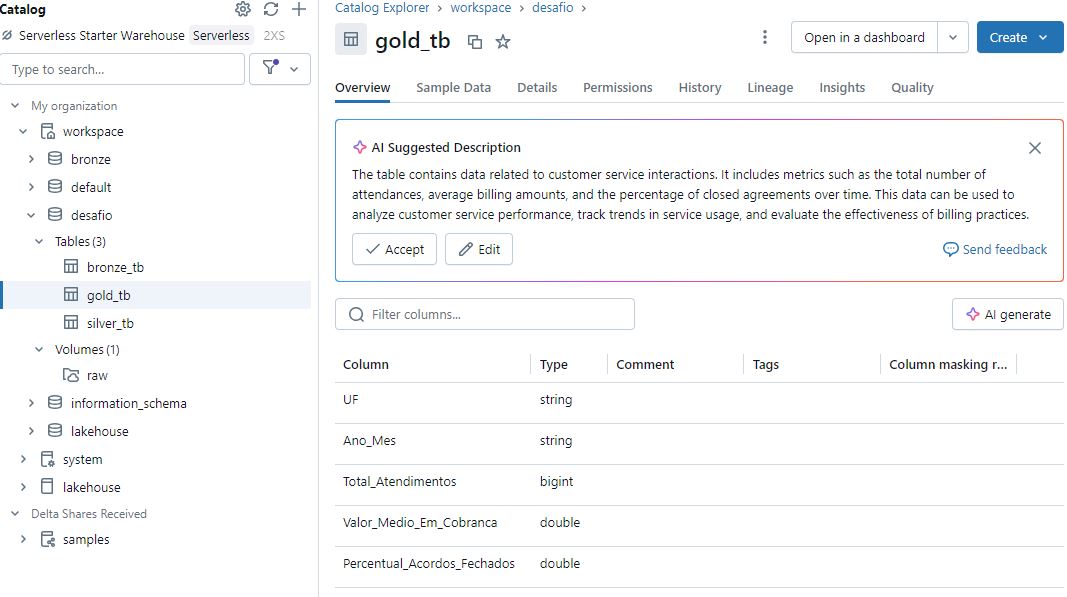 Catalog
Serverless Starter Warehouse Serverless 2XS
Type to search...
My organization
workspace
bronze
default
desafio
Tables (3)
bronze_tb
gold_tb
silver_tb
Volumes (1)
raw
information_schema
lakehouse
system
lakehouse
Delta Shares Received
samples
Catalog Explorer > workspace > desafio >
gold_tb
Open in a dashboard
Create
Overview Sample Data Details Permissions History Lineage Insights Quality
AI Suggested Description
The table contains data related to customer service interactions. It includes metrics such as the total number of
attendances, average billing amounts, and the percentage of closed agreements over time. This data can be used to
analyze customer service performance, track trends in service usage, and evaluate the effectiveness of billing practices.
Accept Edit Send feedback
Filter columns... AI generate
Column Type Comment Tags Column masking r...
UF string
Ano_Mes string
Total_Atendimentos bigint
Valor_Medio_Em_Cobranca double
Percentual_Acordos_Fechados double